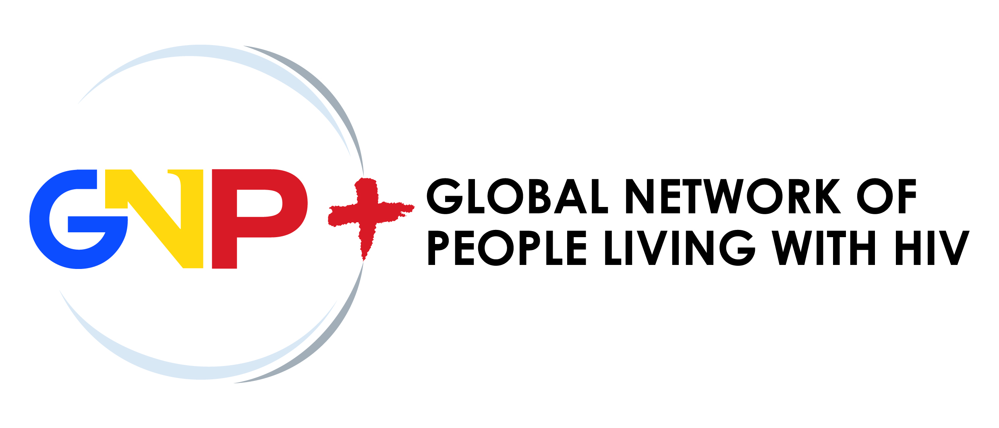 GNP+
GLOBAL NETWORK OF
PEOPLE LIVING WITH HIV